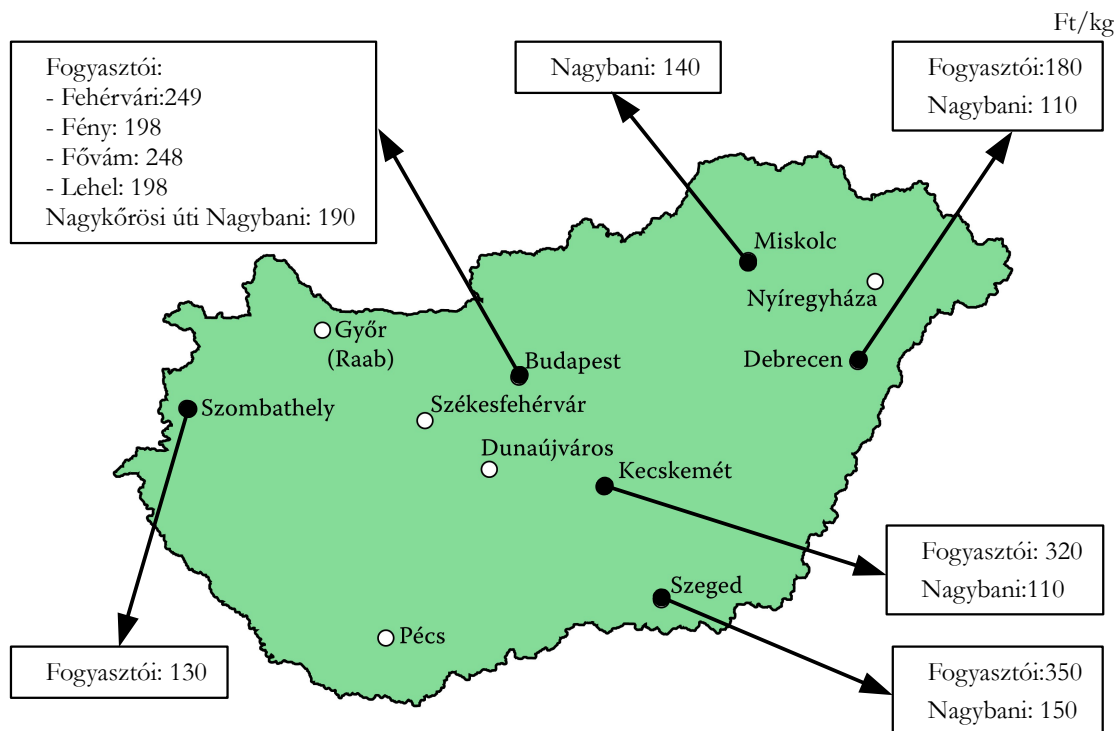 Ft/kg
Fogyasztói:
- Fehérvári:249
- Fény: 198
- Fővám: 248
- Lehel: 198
Nagykőrösi úti Nagybani: 190
Nagybani: 140
Fogyasztói:180
Nagybani: 110
Miskolc
Nyíregyháza
Győr
(Raab)
Budapest
Debrecen
Szombathely
Székesfehérvár
Dunaújváros
Kecskemét
Fogyasztói: 320
Nagybani:110
Szeged
Pécs
Fogyasztói: 130
Fogyasztói:350
Nagybani: 150